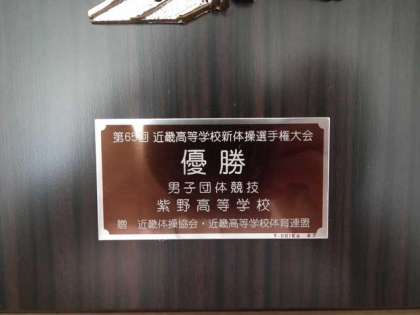 第65回 近畿高等学校新体操選手権大会
優勝
男子団体競技
紫野高等学校
贈 近畿体操協会・近畿高等学校体育連盟